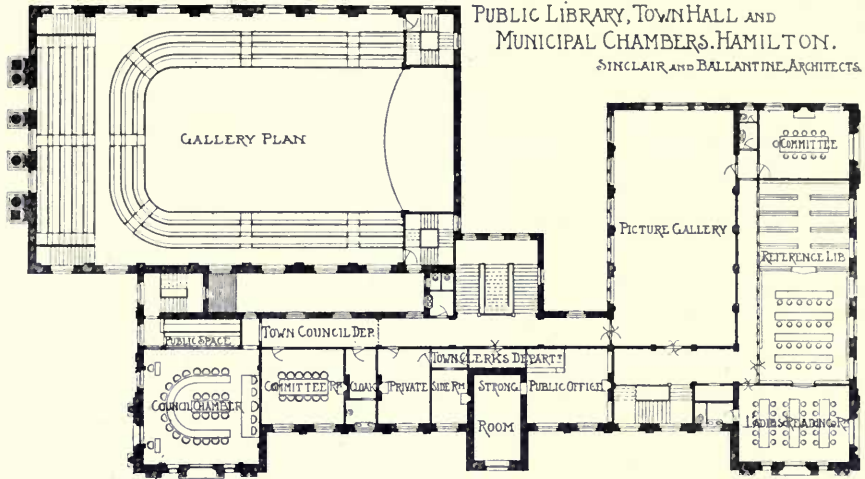 PUBLIC LIBRARY, TOWN HALL AND
MUNICIPAL CHAMBERS. HAMILTON.
SINCLAIR AND BALLANTINE, ARCHITECTS.
GALLERY PLAN
COMMITTEE
PICTURE GALLERY
REFERENCE LIB
TOWN COUNCIL DEP.
PUBLIC SPACE
TOWN CLERKS DEPART.
COUNCIL CHAMBER
COMMITTEE RM
CLOAK
PRIVATE
SIDE RM
STRONG
ROOM
PUBLIC OFFICE
LADIES READING RM